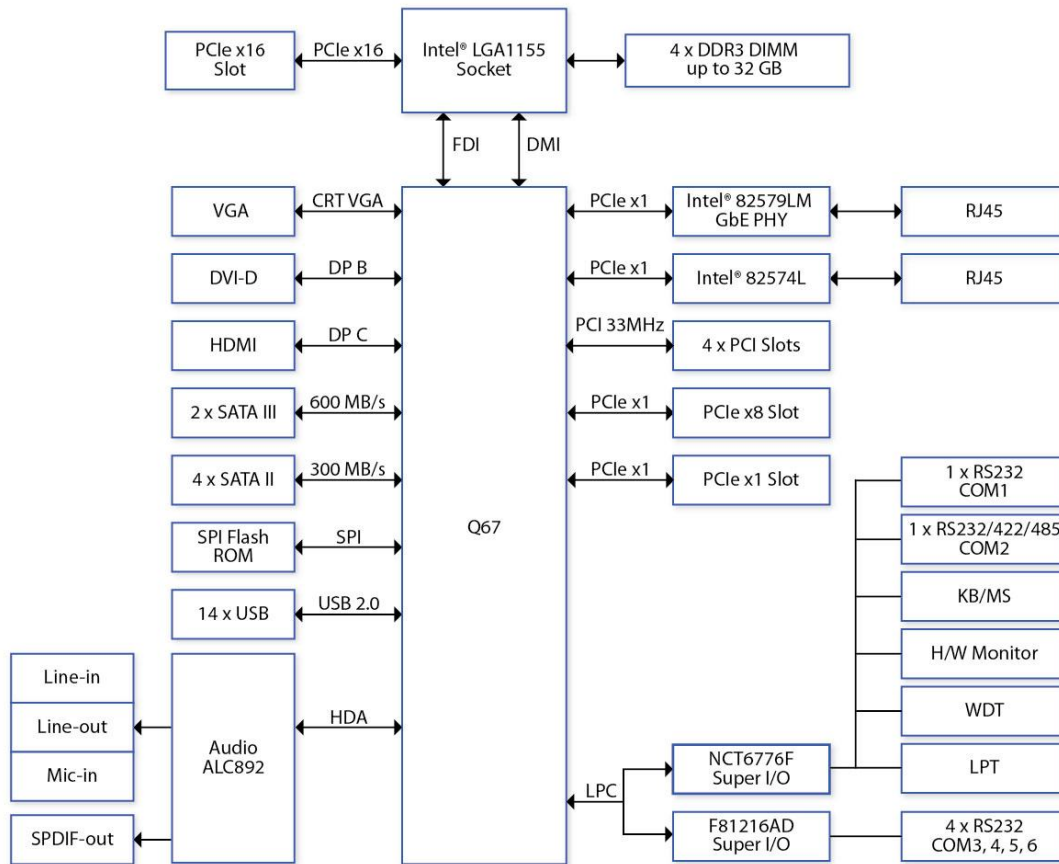 PCIe x16
Slot
PCIe x16
Intel® LGA1155
Socket
4 x DDR3 DIMM
up to 32 GB
FDI
DMI
VGA
CRT VGA
PCIe x1
Intel® 82579LM
GbE PHY
RJ45
DVI-D
DP B
PCIe x1
Intel® 82574L
RJ45
HDMI
DP C
PCI 33MHz
4 x PCI Slots
2 x SATA III
600 MB/s
PCIe x1
PCIe x8 Slot
4 x SATA II
300 MB/s
PCIe x1
PCIe x1 Slot
1 x RS232
COM1
SPI Flash
ROM
SPI
Q67
1 x RS232/422/485
COM2
14 x USB
USB 2.0
KB/MS
Line-in
H/W Monitor
Line-out
Audio
ALC892
HDA
WDT
Mic-in
LPC
NCT6776F
Super I/O
LPT
SPDIF-out
F81216AD
Super I/O
4 x RS232
COM3, 4, 5, 6